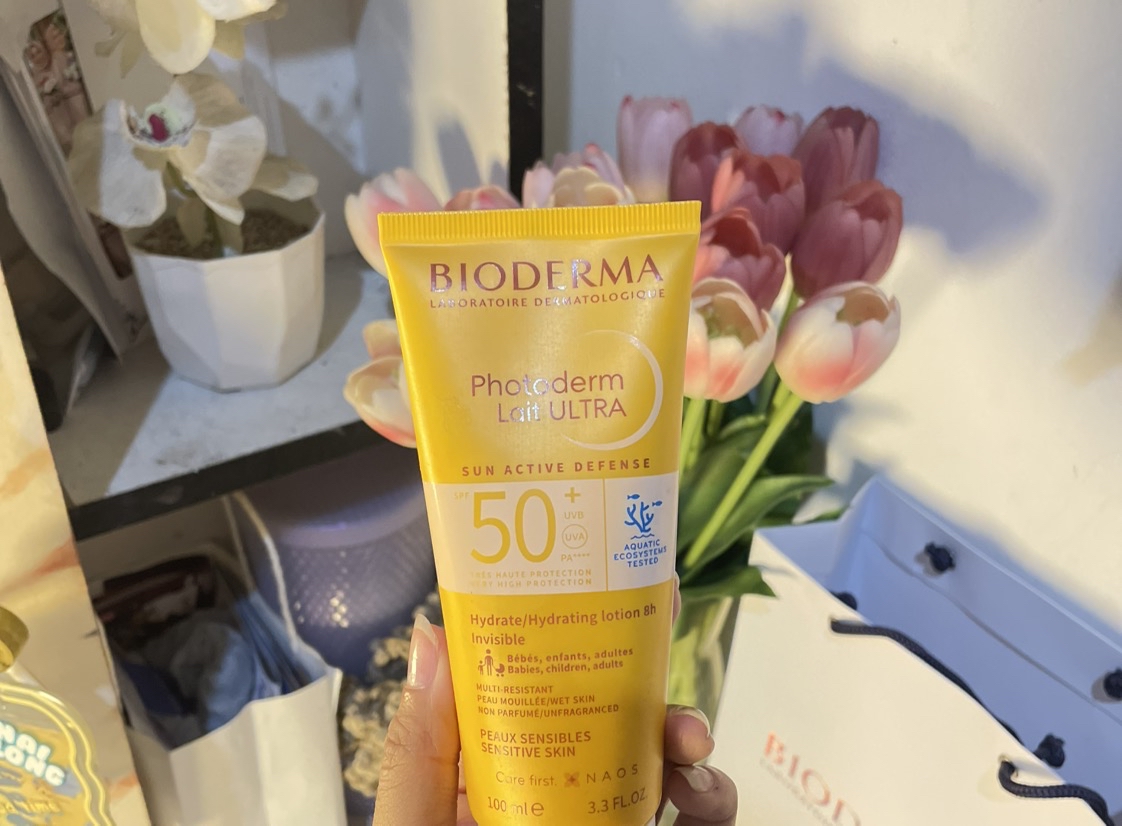 BIODERMA
LABORATOIRE DERMATOLOGIQUE
Photoderm
Lait ULTRA
SUN ACTIVE DEFENSE
SPF 50+
UVB
UVA
PA++++
AQUATIC
ECOSYSTEMS
TESTED
TRÈS HAUTE PROTECTION
VERY HIGH PROTECTION
Hydrate/Hydrating lotion 8h
Invisible
Bébés, enfants, adultes
Babies, children, adults
MULTI-RESISTANT
PEAU MOUILLÉE/WET SKIN
NON PARFUMÉ/UNFRAGRANCED
PEAUX SENSIBLES
SENSITIVE SKIN
Care first. NAOS
100 ml e 3.3 FL.OZ.
BIOD